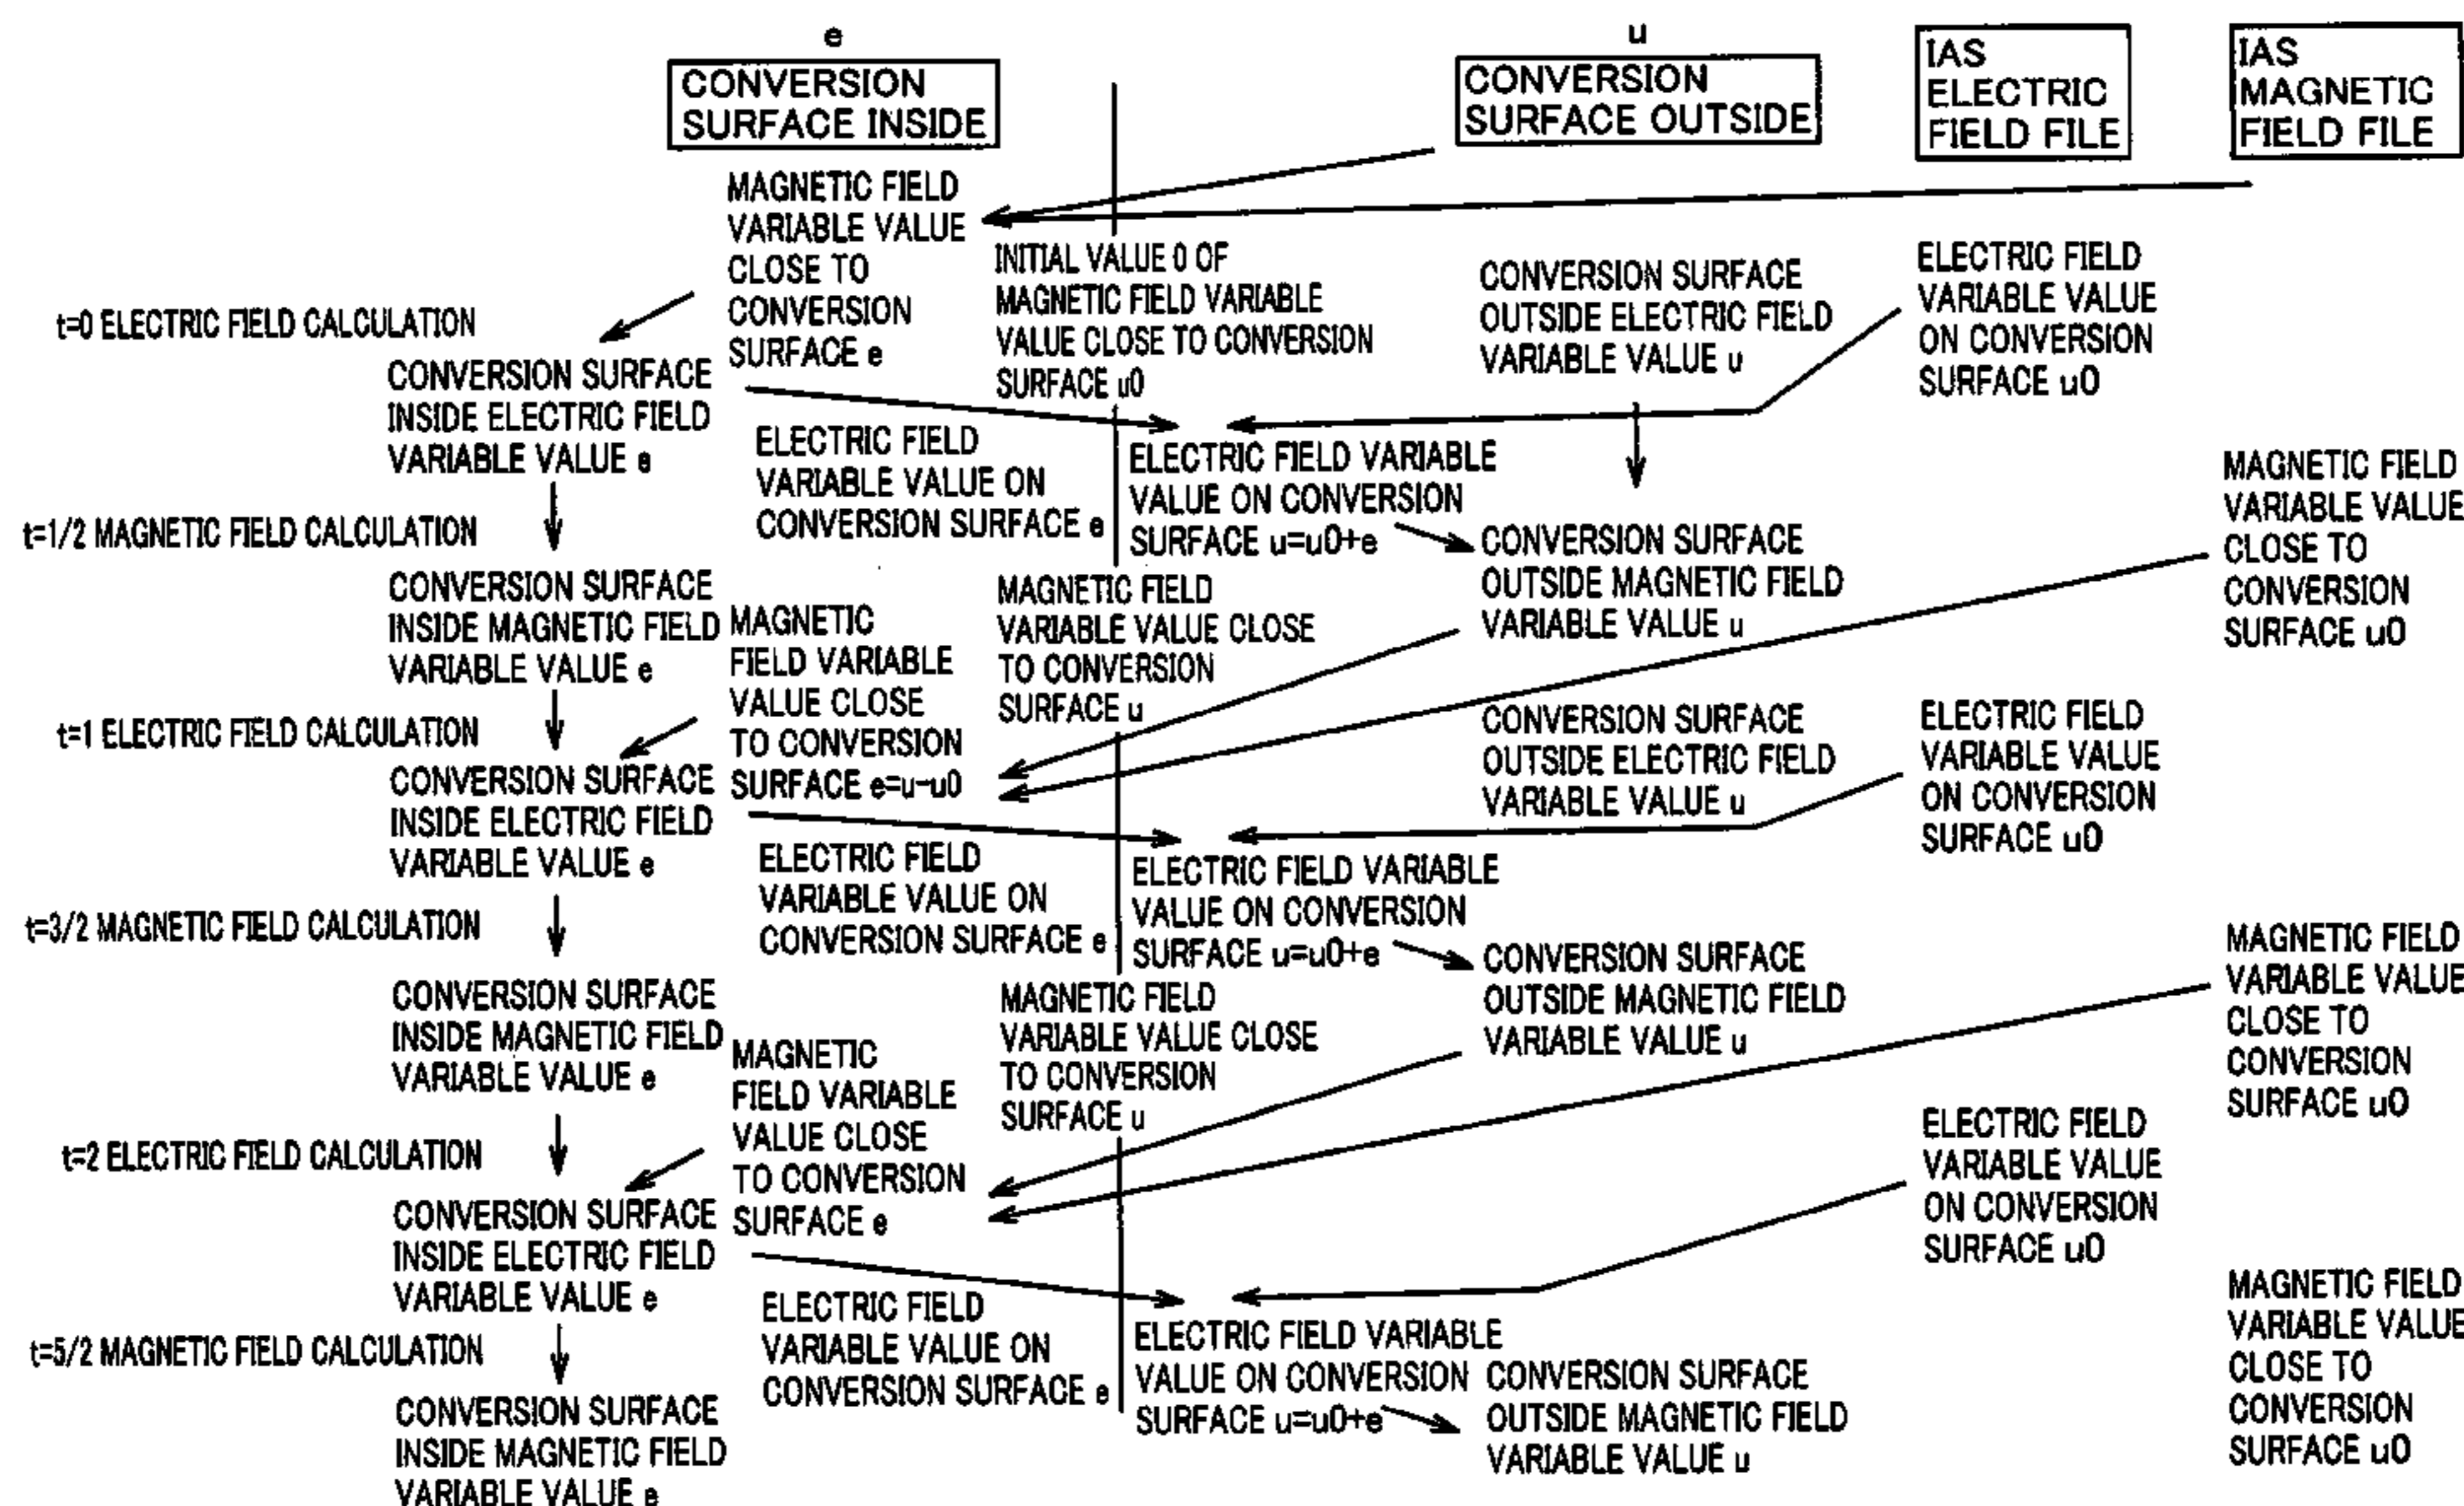 e
CONVERSION
SURFACE INSIDE
u
CONVERSION
SURFACE OUTSIDE
IAS
ELECTRIC
FIELD FILE
IAS
MAGNETIC
FIELD FILE
MAGNETIC FIELD
VARIABLE VALUE
CLOSE TO
CONVERSION
SURFACE e
INITIAL VALUE 0 OF
MAGNETIC FIELD VARIABLE
VALUE CLOSE TO CONVERSION
SURFACE u0
CONVERSION SURFACE
OUTSIDE ELECTRIC FIELD
VARIABLE VALUE u
ELECTRIC FIELD
VARIABLE VALUE
ON CONVERSION
SURFACE u0
t=0 ELECTRIC FIELD CALCULATION
CONVERSION SURFACE
INSIDE ELECTRIC FIELD
VARIABLE VALUE e
ELECTRIC FIELD
VARIABLE VALUE ON
CONVERSION SURFACE e
ELECTRIC FIELD VARIABLE
VALUE ON CONVERSION
SURFACE u=u0+e
MAGNETIC FIELD
VARIABLE VALUE
CLOSE TO
CONVERSION
SURFACE u0
t=1/2 MAGNETIC FIELD CALCULATION
CONVERSION SURFACE
INSIDE MAGNETIC FIELD
VARIABLE VALUE e
MAGNETIC
FIELD VARIABLE
VALUE CLOSE
TO CONVERSION
SURFACE e=u-u0
MAGNETIC FIELD
VARIABLE VALUE CLOSE
TO CONVERSION
SURFACE u
CONVERSION SURFACE
OUTSIDE MAGNETIC FIELD
VARIABLE VALUE u
CONVERSION SURFACE
OUTSIDE ELECTRIC FIELD
VARIABLE VALUE u
ELECTRIC FIELD
VARIABLE VALUE
ON CONVERSION
SURFACE u0
t=1 ELECTRIC FIELD CALCULATION
CONVERSION SURFACE
INSIDE ELECTRIC FIELD
VARIABLE VALUE e
ELECTRIC FIELD
VARIABLE VALUE ON
CONVERSION SURFACE e
ELECTRIC FIELD VARIABLE
VALUE ON CONVERSION
SURFACE u=u0+e
MAGNETIC FIELD
VARIABLE VALUE
CLOSE TO
CONVERSION
SURFACE u0
t=3/2 MAGNETIC FIELD CALCULATION
CONVERSION SURFACE
INSIDE MAGNETIC FIELD
VARIABLE VALUE e
MAGNETIC
FIELD VARIABLE
VALUE CLOSE
TO CONVERSION
SURFACE e
MAGNETIC FIELD
VARIABLE VALUE CLOSE
TO CONVERSION
SURFACE u
CONVERSION SURFACE
OUTSIDE MAGNETIC FIELD
VARIABLE VALUE u
ELECTRIC FIELD
VARIABLE VALUE
ON CONVERSION
SURFACE u0
t=2 ELECTRIC FIELD CALCULATION
CONVERSION SURFACE
INSIDE ELECTRIC FIELD
VARIABLE VALUE e
ELECTRIC FIELD
VARIABLE VALUE ON
CONVERSION SURFACE e
ELECTRIC FIELD VARIABLE
VALUE ON CONVERSION
SURFACE u=u0+e
CONVERSION SURFACE
OUTSIDE MAGNETIC FIELD
VARIABLE VALUE u
MAGNETIC FIELD
VARIABLE VALUE
CLOSE TO
CONVERSION
SURFACE u0
t=5/2 MAGNETIC FIELD CALCULATION
CONVERSION SURFACE
INSIDE MAGNETIC FIELD
VARIABLE VALUE e